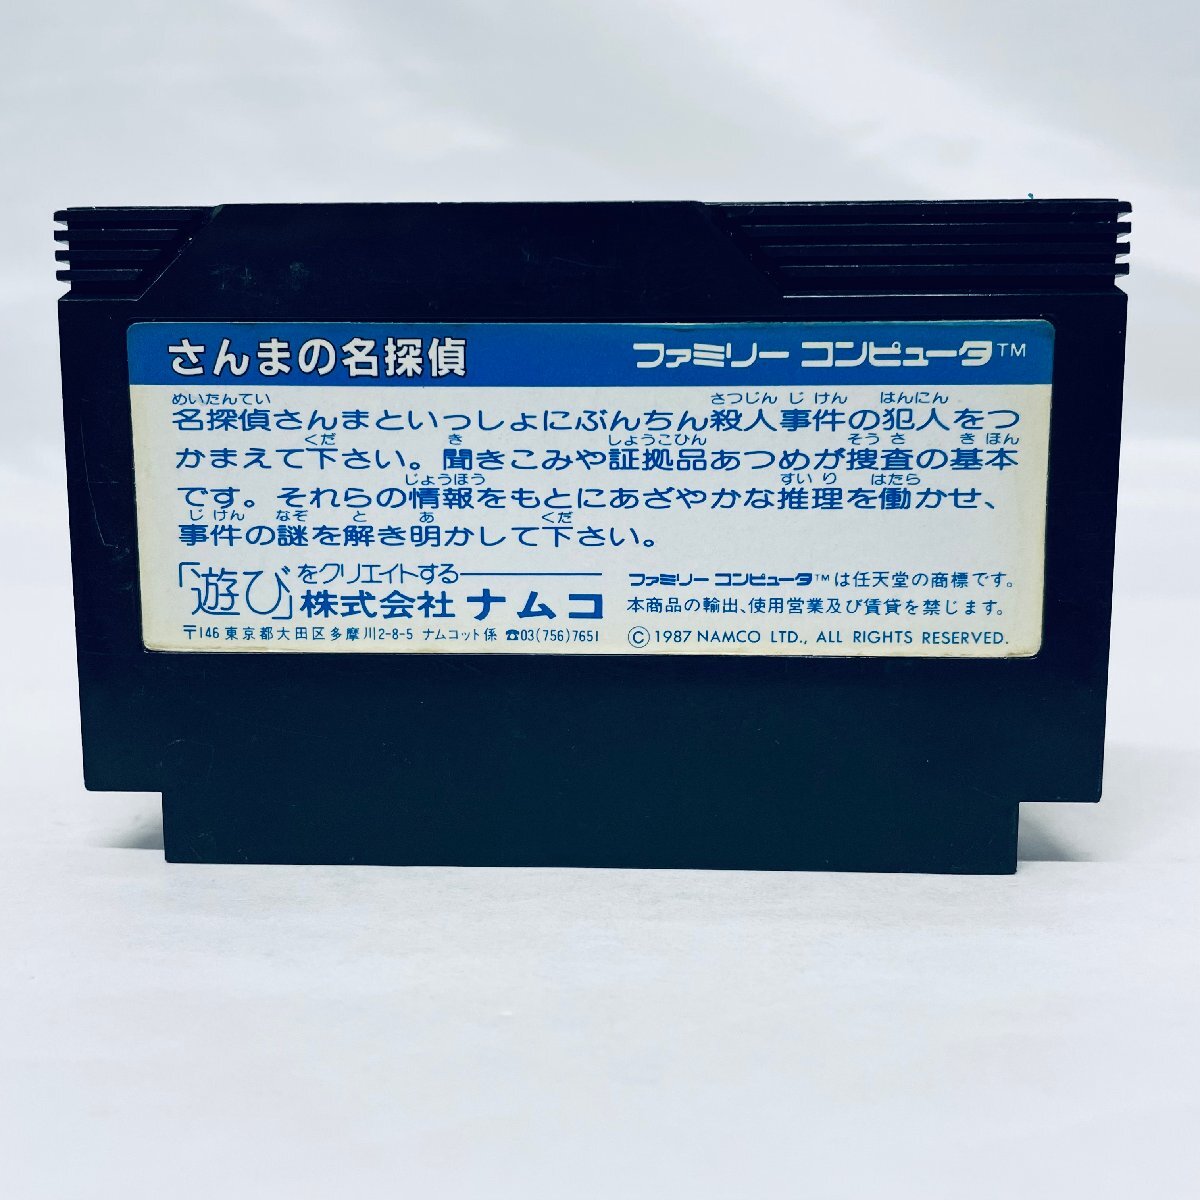 さんまの名探偵 ファミリー コンピュータ™
めいたんてい さつじん じ けん はんにん
名探偵さんまといっしょにぶんちん殺人事件の犯人をつ
くだ き しょうこひん そう さ き ほん
かまえて下さい。聞きこみや証拠品あつめが捜査の基本
じょうほう すい り はたら
です。それらの情報をもとにあざやかな推理を働かせ、
じ けん なぞ と あ くだ
事件の謎を解き明かして下さい。
「遊び」をクリエイトする──
株式会社 ナムコ
〒146 東京都大田区多摩川2-8-5 ナムコット係 ☎03(756)7651
ファミリー コンピュータ™は任天堂の商標です。
本商品の輸出、使用営業及び賃貸を禁じます。
©1987 NAMCO LTD., ALL RIGHTS RESERVED.